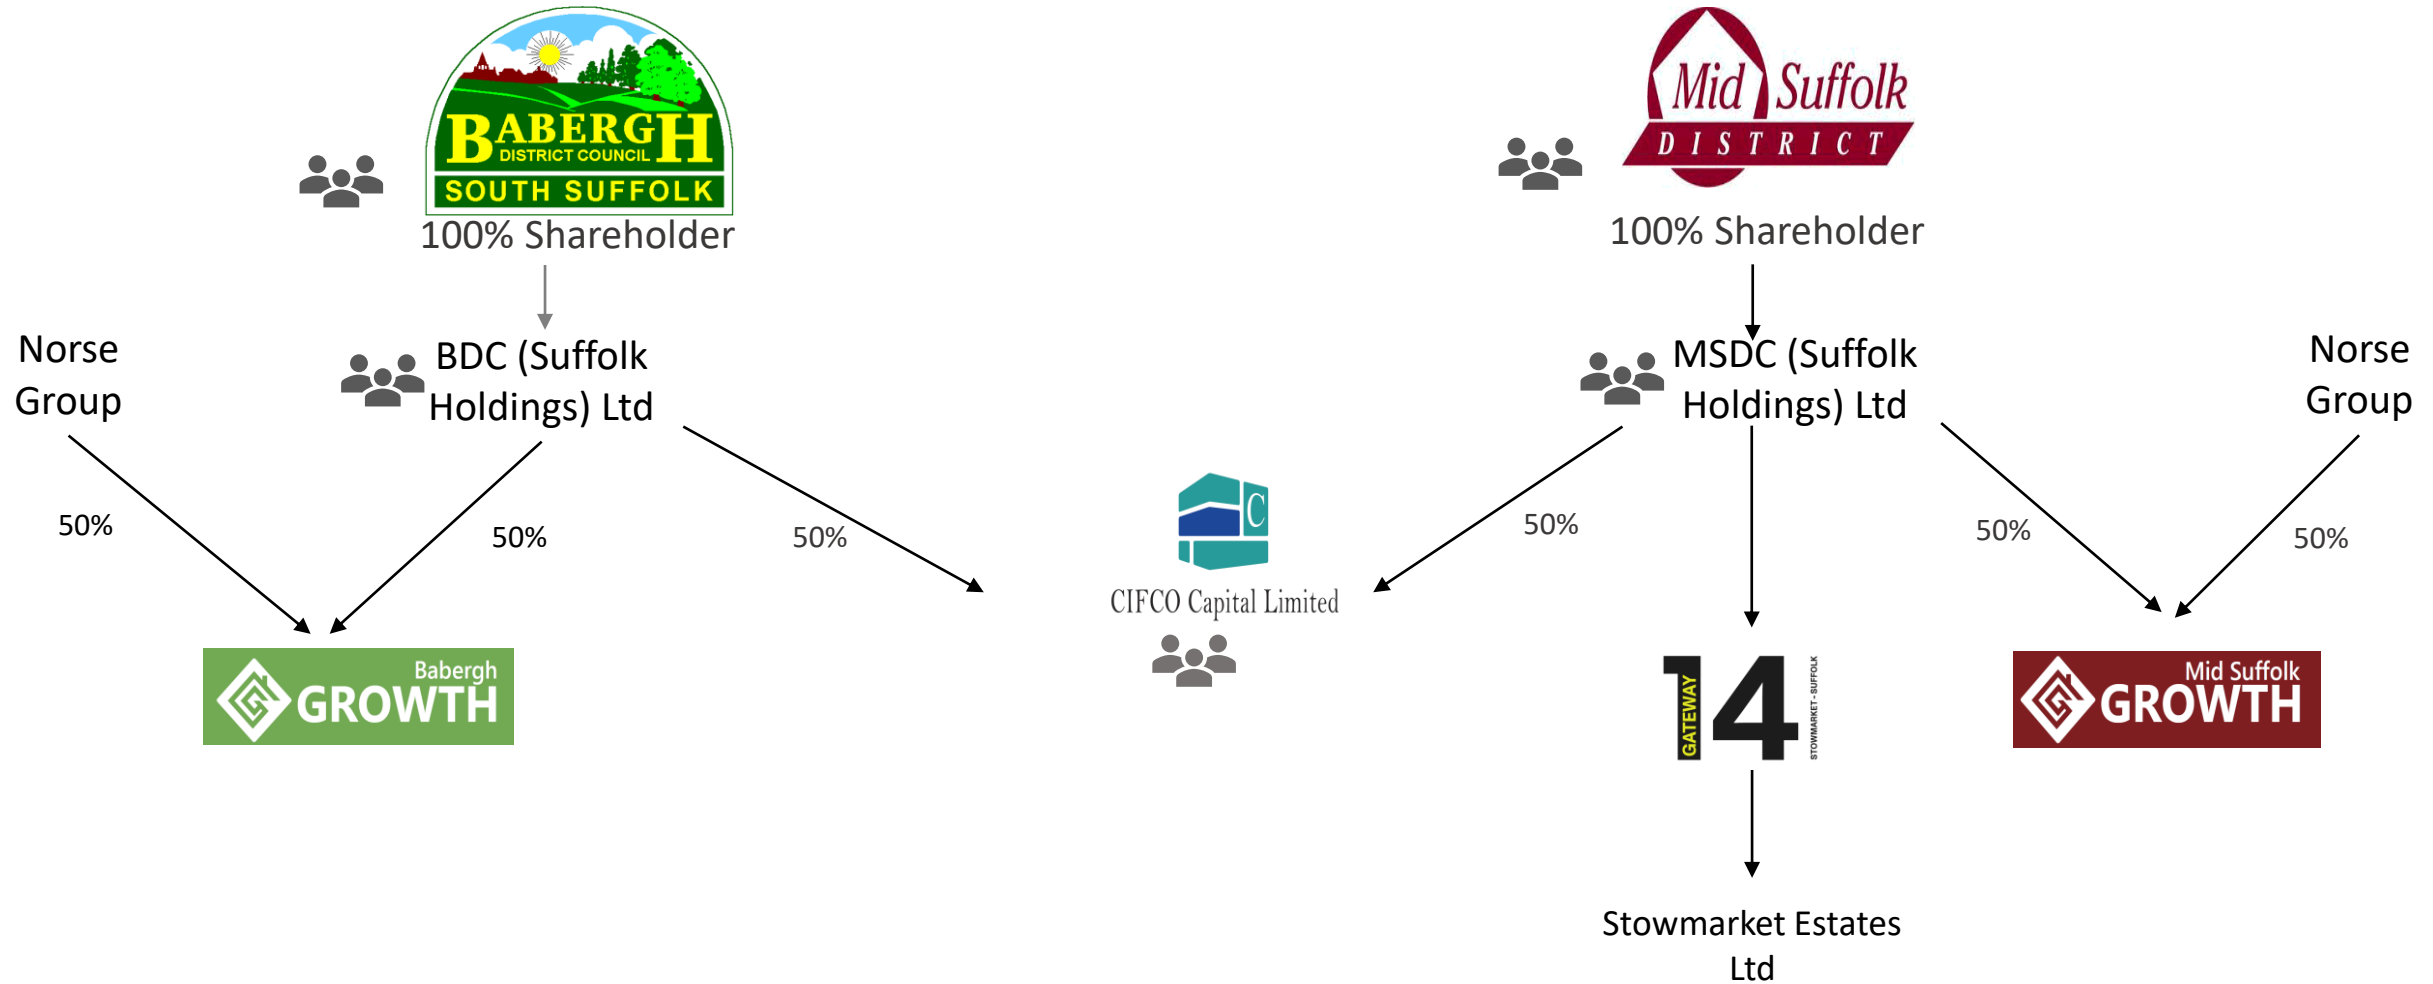 BABERGH
DISTRICT COUNCIL
SOUTH SUFFOLK
100% Shareholder
Mid Suffolk
DISTRICT
100% Shareholder
Norse
Group
BDC (Suffolk
Holdings) Ltd
MSDC (Suffolk
Holdings) Ltd
Norse
Group
50%
50%
50%
50%
50%
50%
C
CIFCO Capital Limited
Babergh
GROWTH
GATEWAY
14
STOWMARKET - SUFFOLK
Mid Suffolk
GROWTH
Stowmarket Estates
Ltd